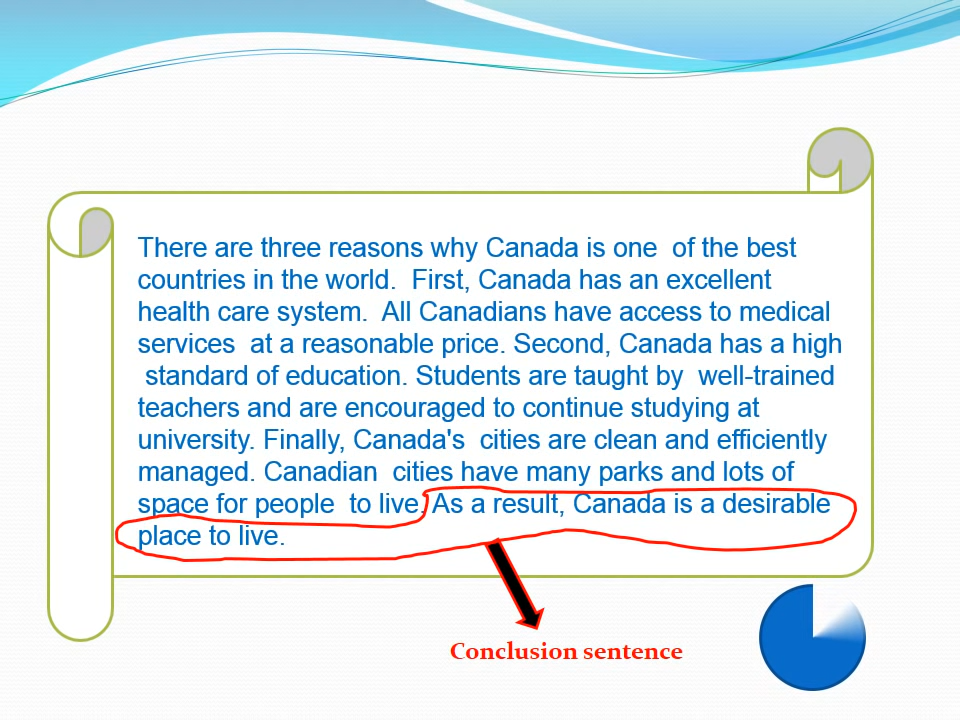 There are three reasons why Canada is one of the best
countries in the world. First, Canada has an excellent
health care system. All Canadians have access to medical
services at a reasonable price. Second, Canada has a high
standard of education. Students are taught by well-trained
teachers and are encouraged to continue studying at
university. Finally, Canada's cities are clean and efficiently
managed. Canadian cities have many parks and lots of
space for people to live. As a result, Canada is a desirable
place to live.
Conclusion sentence